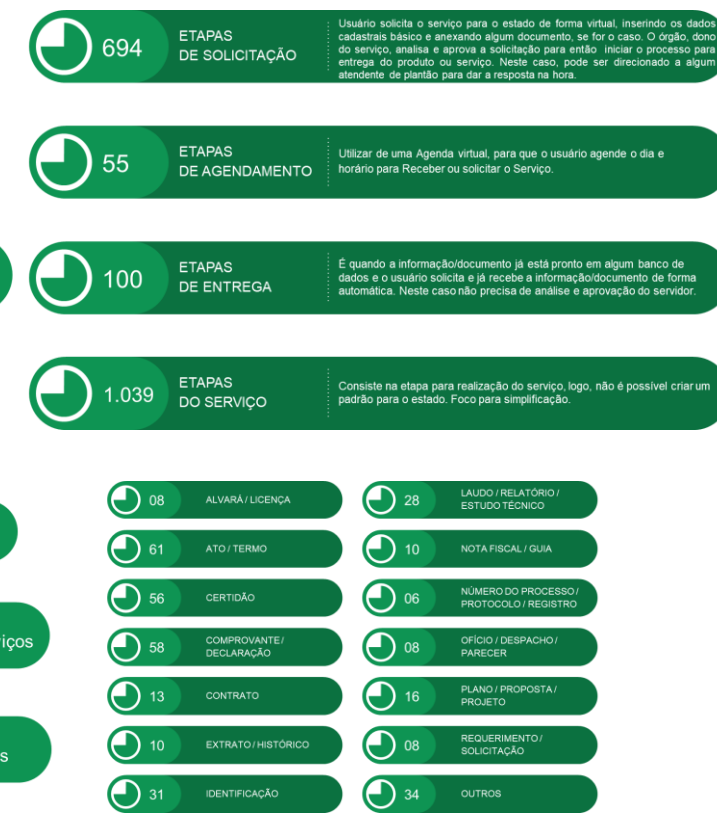 694
ETAPAS
DE SOLICITAÇÃO
Usuário solicita o serviço para o estado de forma virtual, inserindo os dados
cadastrais básico e anexando algum documento, se for o caso. O órgão, dono
do serviço, analisa e aprova a solicitação para então iniciar o processo para
entrega do produto ou serviço. Neste caso, pode ser direcionado a algum
atendente de plantão para dar a resposta na hora.
55
ETAPAS
DE AGENDAMENTO
Utilizar de uma Agenda virtual, para que o usuário agende o dia e
horário para Receber ou solicitar o Serviço.
100
ETAPAS
DE ENTREGA
É quando a informação/documento já está pronto em algum banco de
dados e o usuário solicita e já recebe a informação/documento de forma
automática. Neste caso não precisa de análise e aprovação do servidor.
1.039
ETAPAS
DO SERVIÇO
Consiste na etapa para realização do serviço, logo, não é possível criar um
padrão para o estado. Foco para simplificação.
08
ALVARÁ / LICENÇA
28
LAUDO / RELATÓRIO /
ESTUDO TÉCNICO
61
ATO / TERMO
10
NOTA FISCAL / GUIA
56
CERTIDÃO
06
NÚMERO DO PROCESSO /
PROTOCOLO / REGISTRO
iços
58
COMPROVANTE /
DECLARAÇÃO
08
OFÍCIO / DESPACHO /
PARECER
13
CONTRATO
16
PLANO / PROPOSTA /
PROJETO
s
10
EXTRATO / HISTÓRICO
08
REQUERIMENTO /
SOLICITAÇÃO
31
IDENTIFICAÇÃO
34
OUTROS